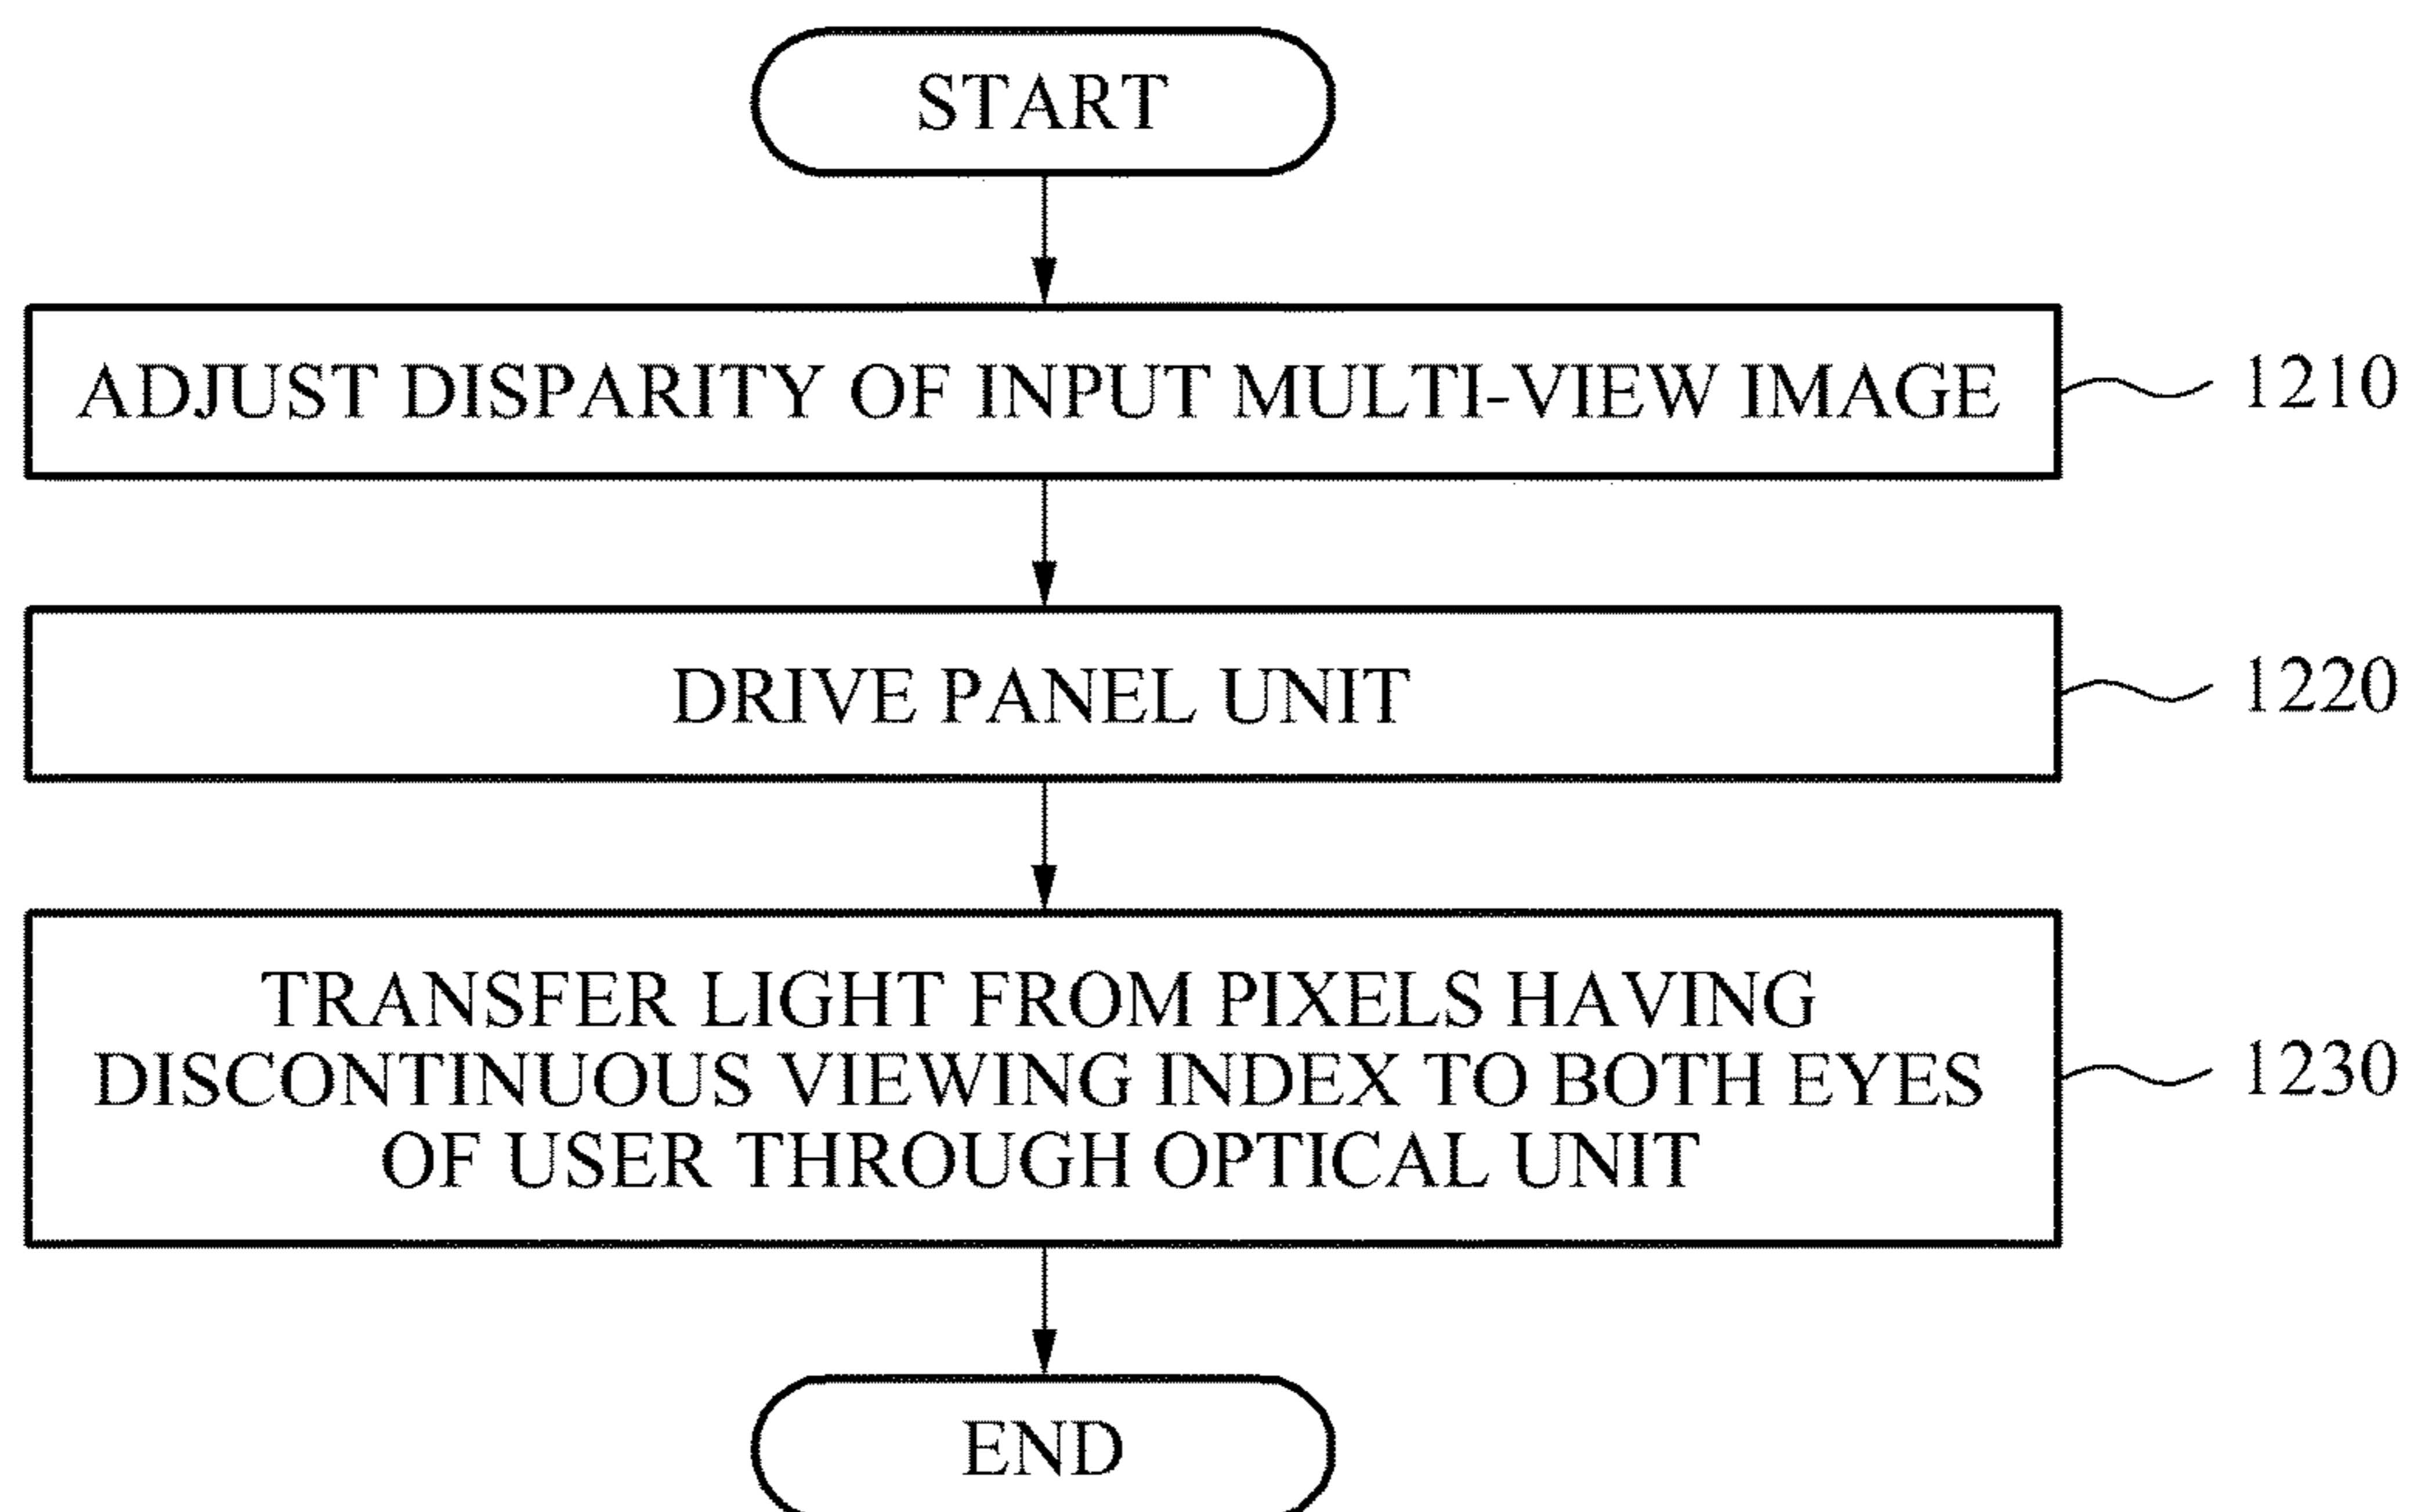 START
ADJUST DISPARITY OF INPUT MULTI-VIEW IMAGE
1210
DRIVE PANEL UNIT
1220
TRANSFER LIGHT FROM PIXELS HAVING
DISCONTINUOUS VIEWING INDEX TO BOTH EYES
OF USER THROUGH OPTICAL UNIT
1230
END